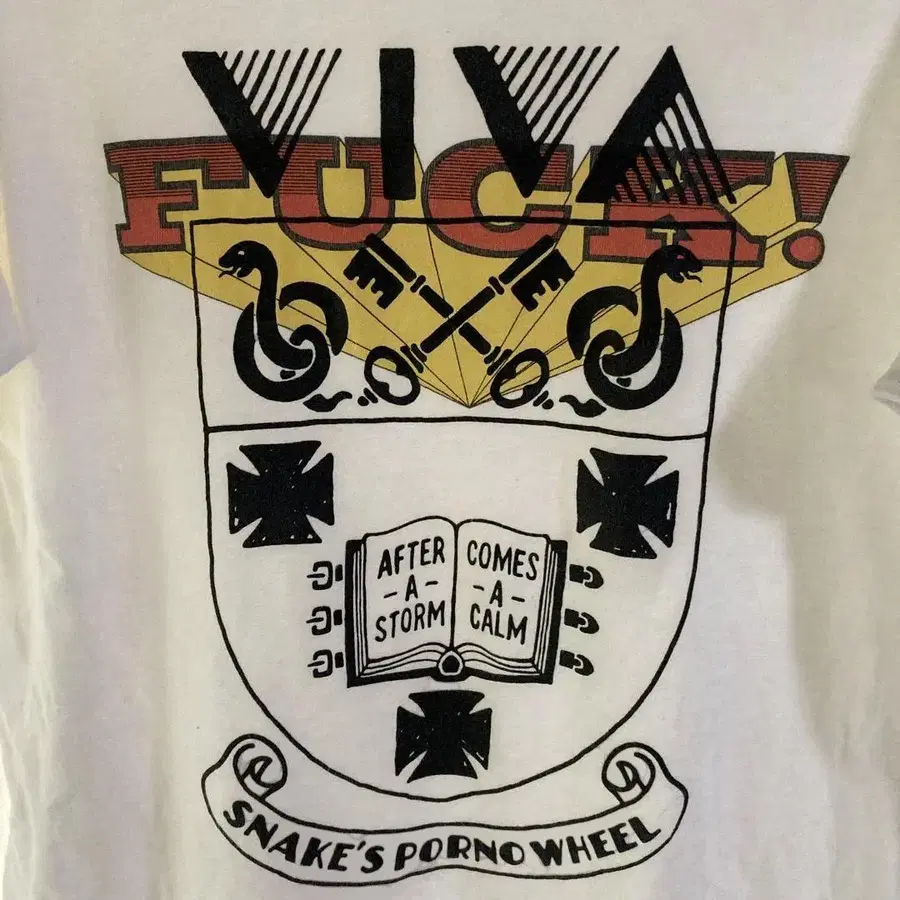 VIVA
FUCK!
AFTER
-A-
STORM
COMES
-A-
CALM
SNAKE'S PORNO WHEEL